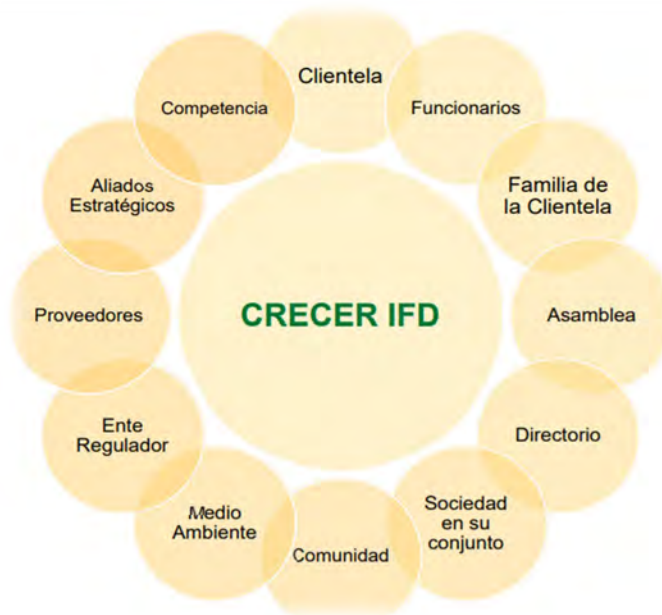 Clientela
Funcionarios
Familia de
la Clientela
Asamblea
Directorio
Sociedad
en su
conjunto
Comunidad
Medio
Ambiente
Ente
Regulador
Proveedores
Aliados
Estratégicos
Competencia
CRECER IFD